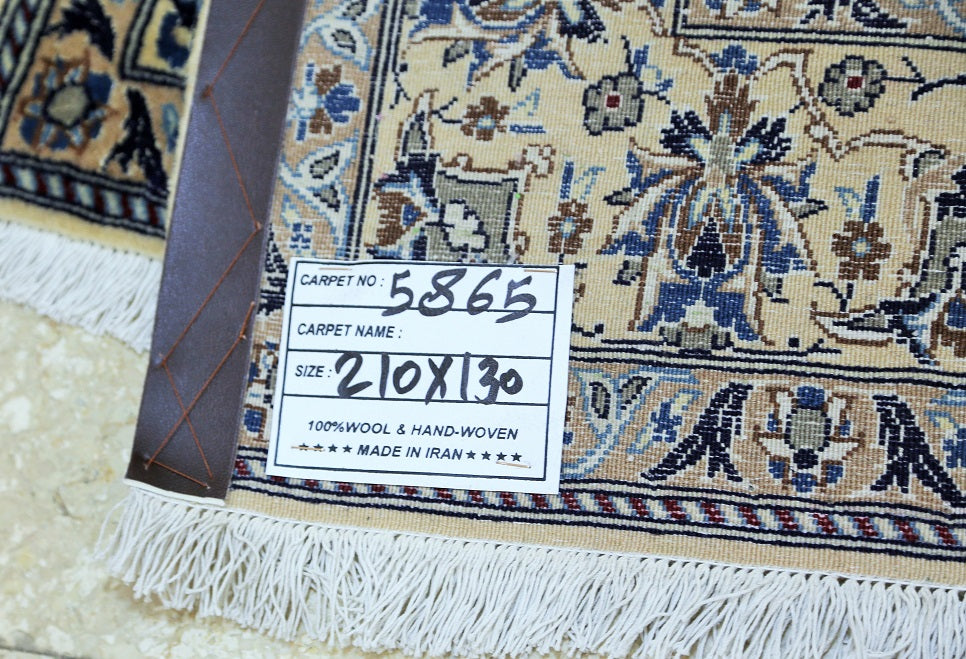 CARPET NO : 5865
CARPET NAME :
SIZE : 210X130
100%WOOL & HAND-WOVEN
★★★★ MADE IN IRAN ★★★★